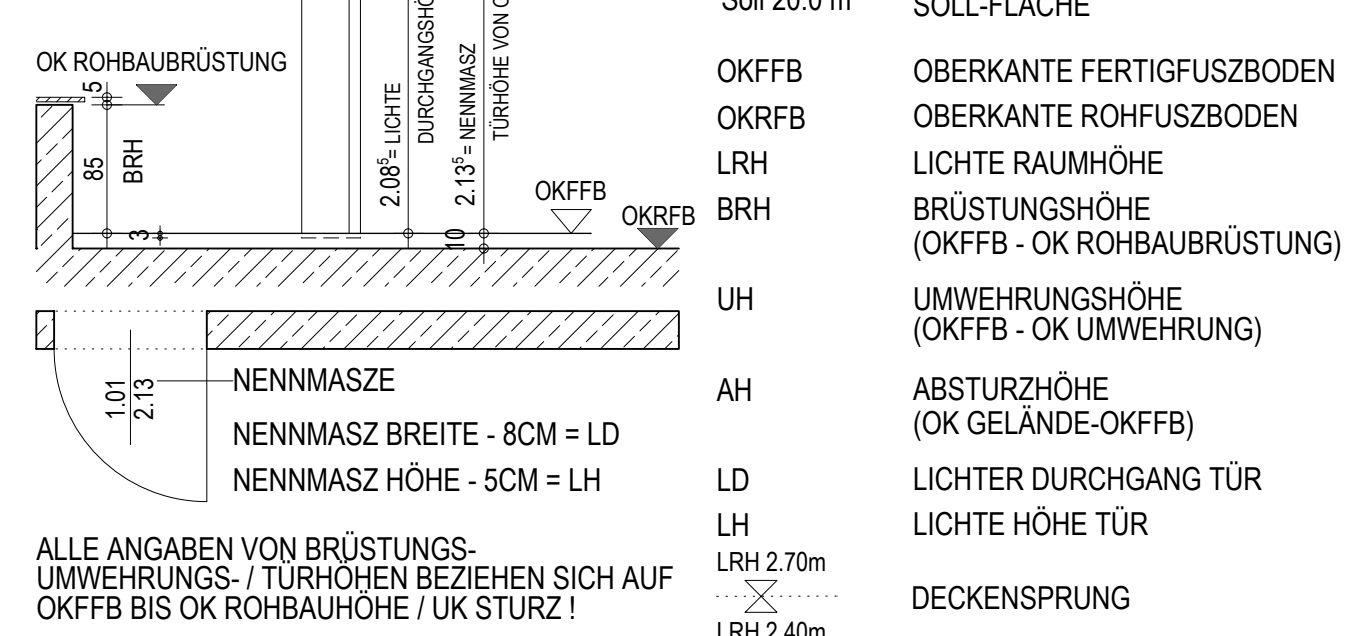 Soll 20.0 m
SOLL-FLÄCHE
OK ROHBAUBRÜSTUNG
5
85
BRH
3
2.08⁵= LICHTE
2.13⁵= NENNMASZ
TÜRHÖHE VON
10
OKFFB
OKRFB
1.01
2.13
NENNMASZE
NENNMASZ BREITE - 8CM = LD
NENNMASZ HÖHE - 5CM = LH
ALLE ANGABEN VON BRÜSTUNGS-
UMWEHRUNGS- / TÜRHÖHEN BEZIEHEN SICH AUF
OKFFB BIS OK ROHBAUHÖHE / UK STURZ !
OKFFB OBERKANTE FERTIGFUSZBODEN
OKRFB OBERKANTE ROHFUSZBODEN
LRH LICHTE RAUMHÖHE
BRH BRÜSTUNGSHÖHE
(OKFFB - OK ROHBAUBRÜSTUNG)
UH UMWEHRUNGSHÖHE
(OKFFB - OK UMWEHRUNG)
AH ABSTURZHÖHE
(OK GELÄNDE-OKFFB)
LD LICHTER DURCHGANG TÜR
LH LICHTE HÖHE TÜR
LRH 2.70m
DECKENSPRUNG
LRH 2.40m